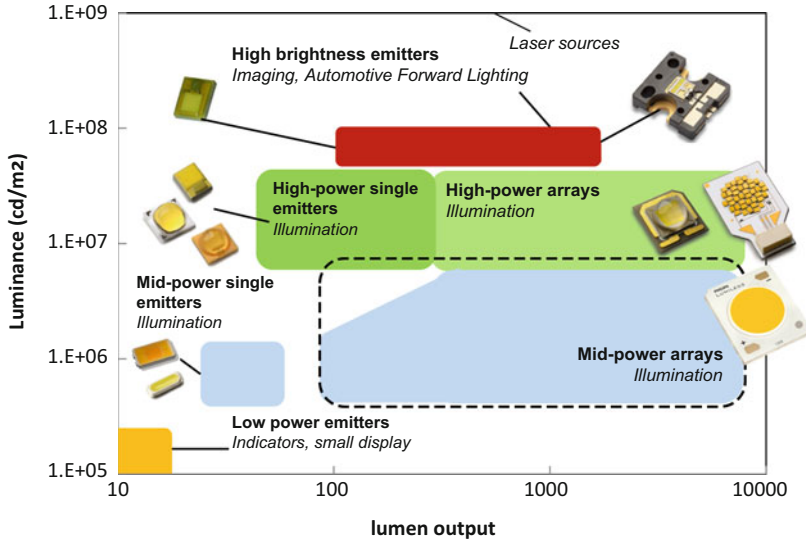 1.E+09
Laser sources
High brightness emitters
Imaging, Automotive Forward Lighting
1.E+08
High-power single
emitters
Illumination
High-power arrays
Illumination
1.E+07
Mid-power single
emitters
Illumination
1.E+06
Mid-power arrays
Illumination
Low power emitters
Indicators, small display
1.E+05
Luminance (cd/m2)
10
100
1000
10000
lumen output